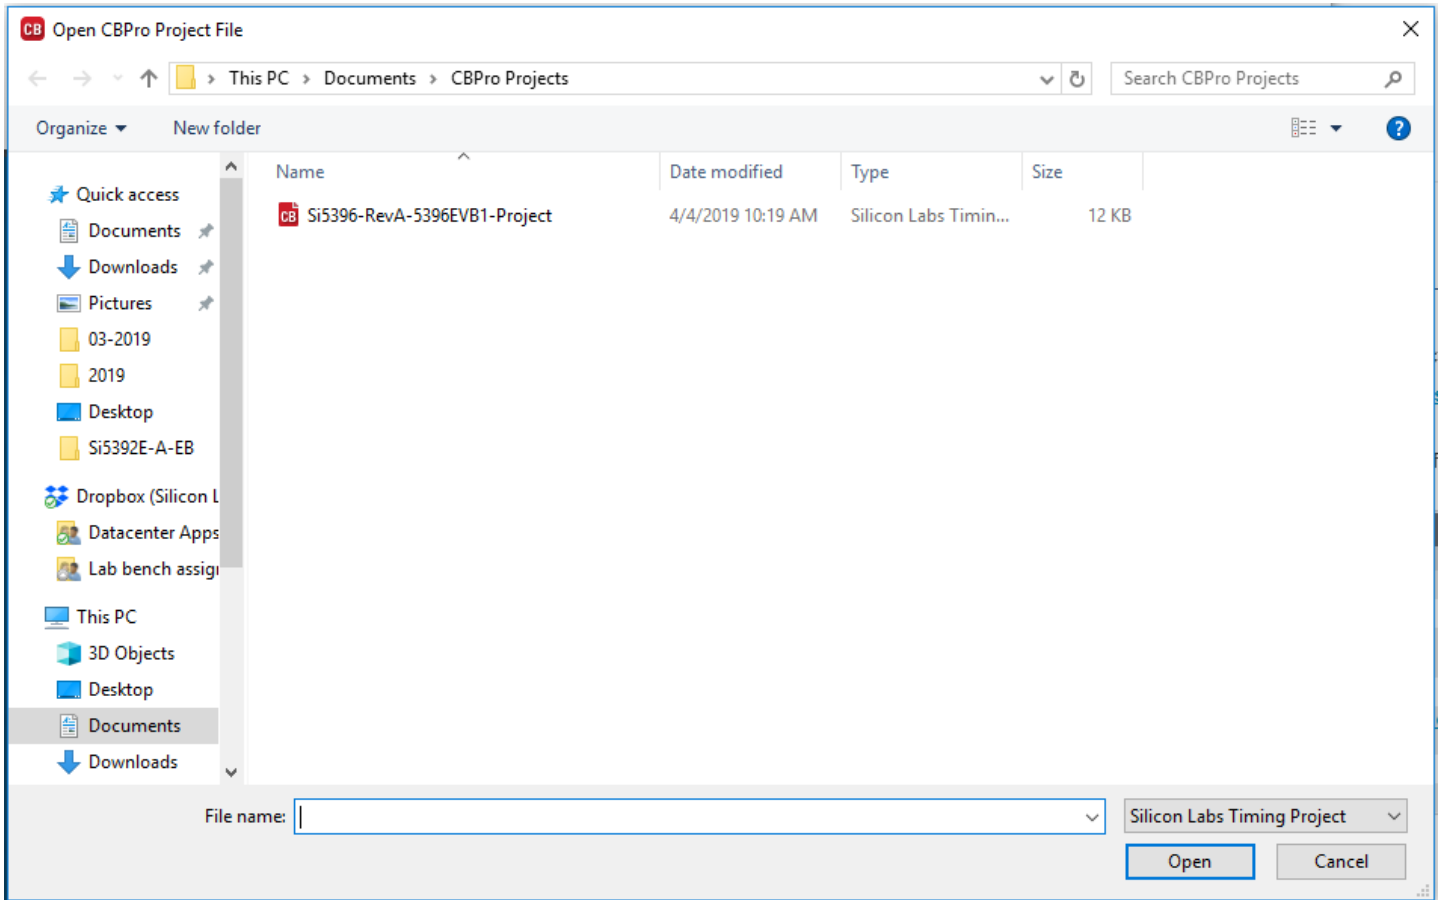 CB Open CBPro Project File
This PC > Documents > CBPro Projects
Search CBPro Projects
Organize
New folder
?
Name
Date modified
Type
Size
CB Si5396-RevA-5396EVB1-Project
4/4/2019 10:19 AM
Silicon Labs Timin...
12 KB
Quick access
Documents
Downloads
Pictures
03-2019
2019
Desktop
Si5392E-A-EB
Dropbox (Silicon L
Datacenter Apps
Lab bench assig
This PC
3D Objects
Desktop
Documents
Downloads
File name:
Silicon Labs Timing Project
Open
Cancel